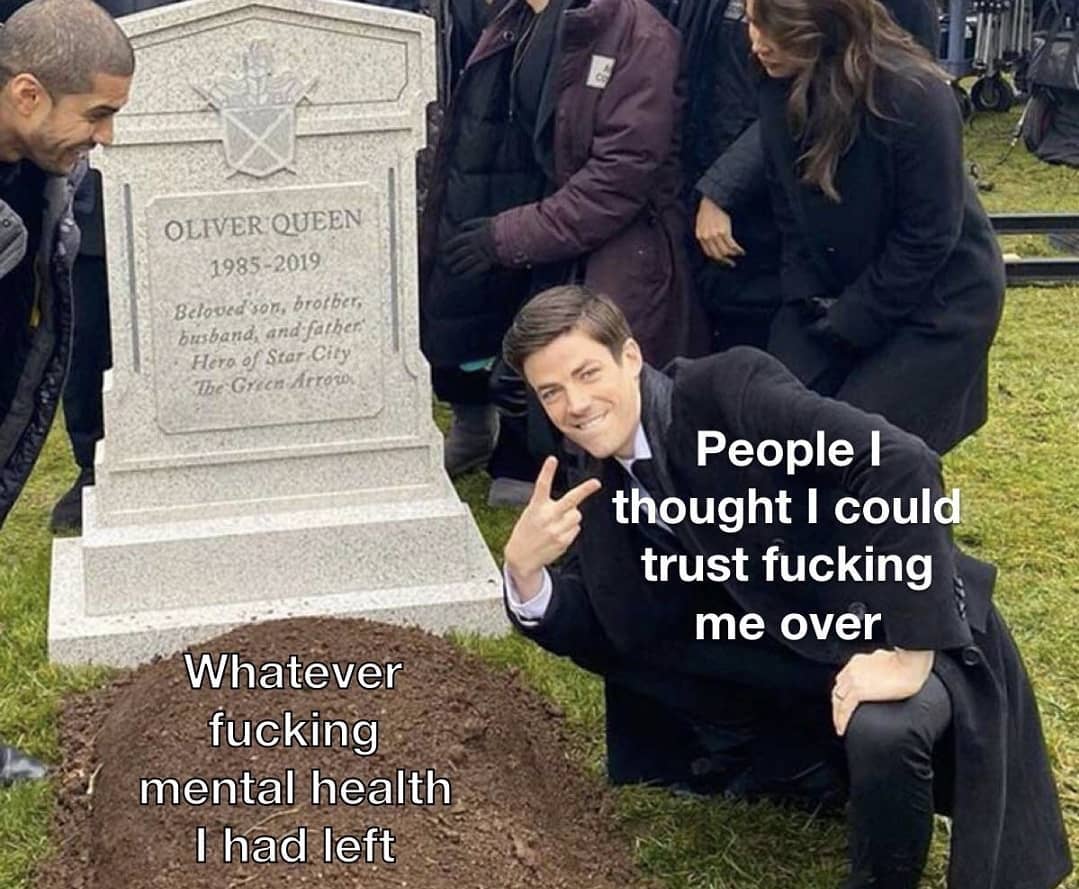 OLIVER QUEEN
1985-2019
Beloved son, brother,
husband, and father
Hero of Star City
The Green Arrow
People I
thought I could
trust fucking
me over
Whatever
fucking
mental health
I had left